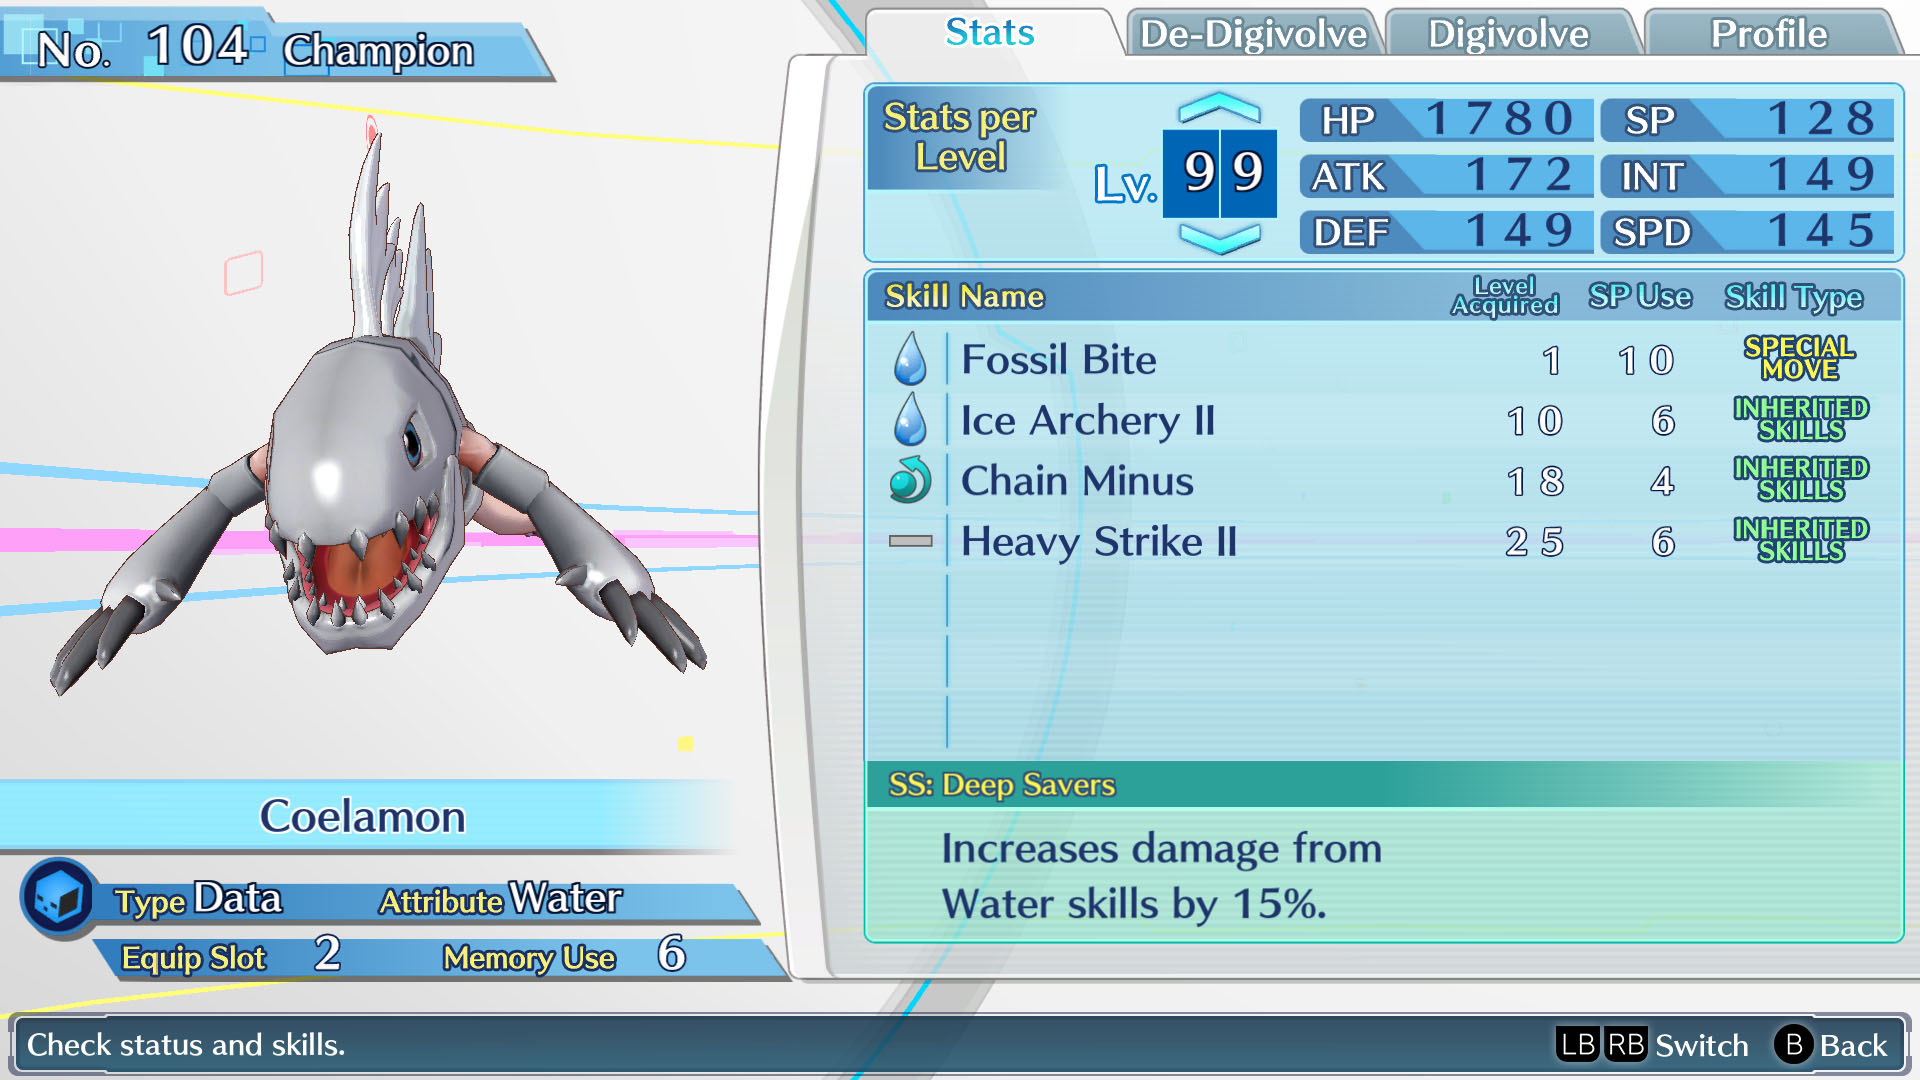 No. 104 Champion
Stats De-Digivolve Digivolve Profile
Stats per
Level
Lv. 99
HP 1780 SP 128
ATK 172 INT 149
DEF 149 SPD 145
Skill Name Level Acquired SP Use Skill Type
Fossil Bite 1 10 SPECIAL MOVE
Ice Archery II 10 6 INHERITED SKILLS
Chain Minus 18 4 INHERITED SKILLS
Heavy Strike II 25 6 INHERITED SKILLS
SS: Deep Savers
Increases damage from
Water skills by 15%.
Coelamon
Type Data Attribute Water
Equip Slot 2 Memory Use 6
Check status and skills.
LB RB Switch B Back